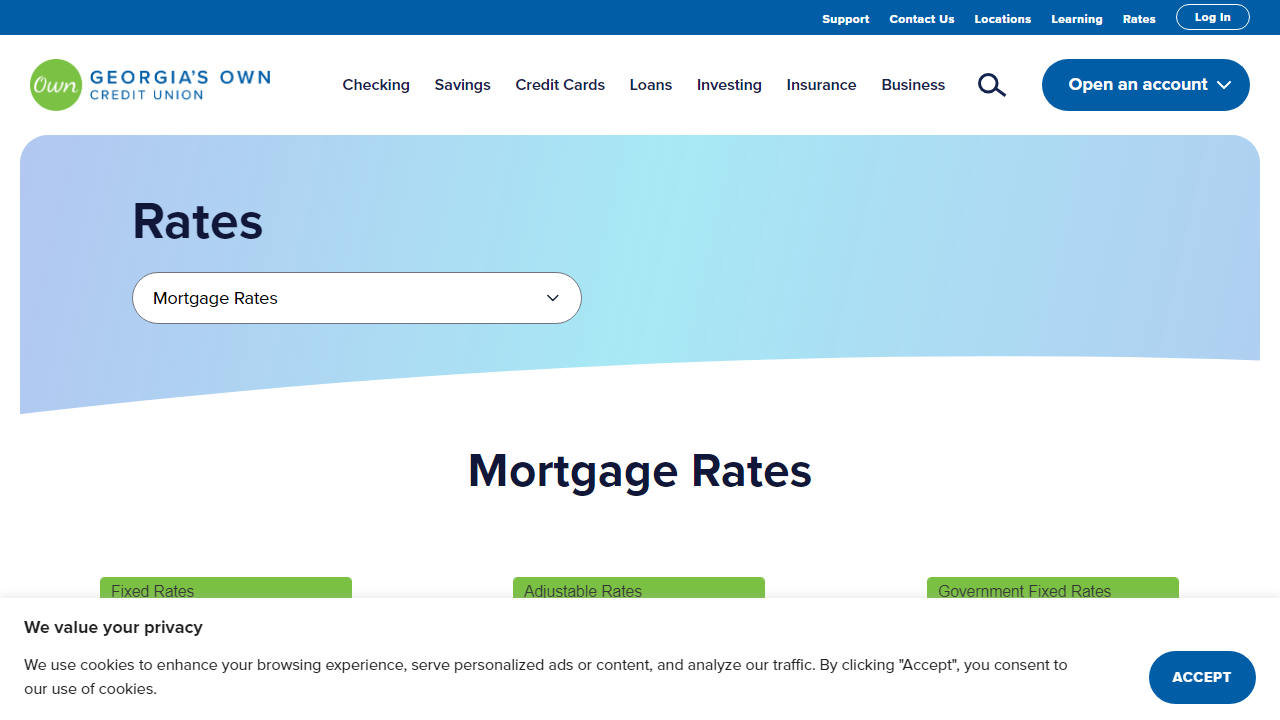 Support Contact Us Locations Learning Rates Log In
Own GEORGIA'S OWN
CREDIT UNION
Checking Savings Credit Cards Loans Investing Insurance Business Open an account
Rates
Mortgage Rates
Mortgage Rates
Fixed Rates Adjustable Rates Government Fixed Rates
We value your privacy
We use cookies to enhance your browsing experience, serve personalized ads or content, and analyze our traffic. By clicking "Accept", you consent to
our use of cookies.
ACCEPT